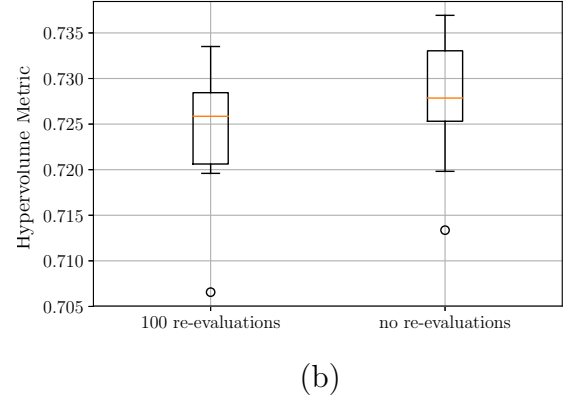 Hypervolume Metric
0.735
0.730
0.725
0.720
0.715
0.710
0.705
100 re-evaluations
no re-evaluations
(b)